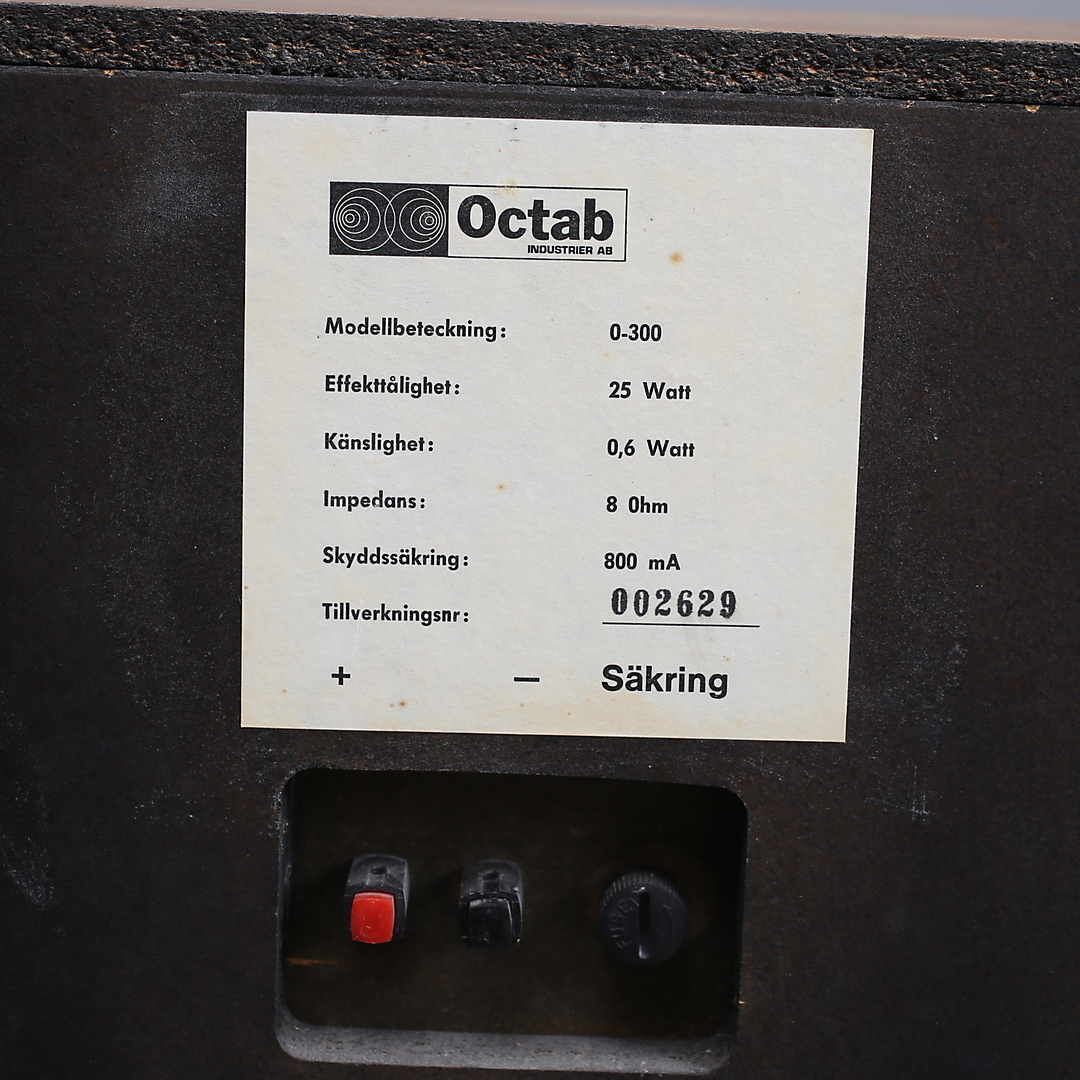 Octab
INDUSTRIER AB
Modellbeteckning: 0-300
Effekttålighet: 25 Watt
Känslighet: 0,6 Watt
Impedans: 8 Ohm
Skyddssäkring: 800 mA
Tillverkningsnr: 002629
+ — Säkring